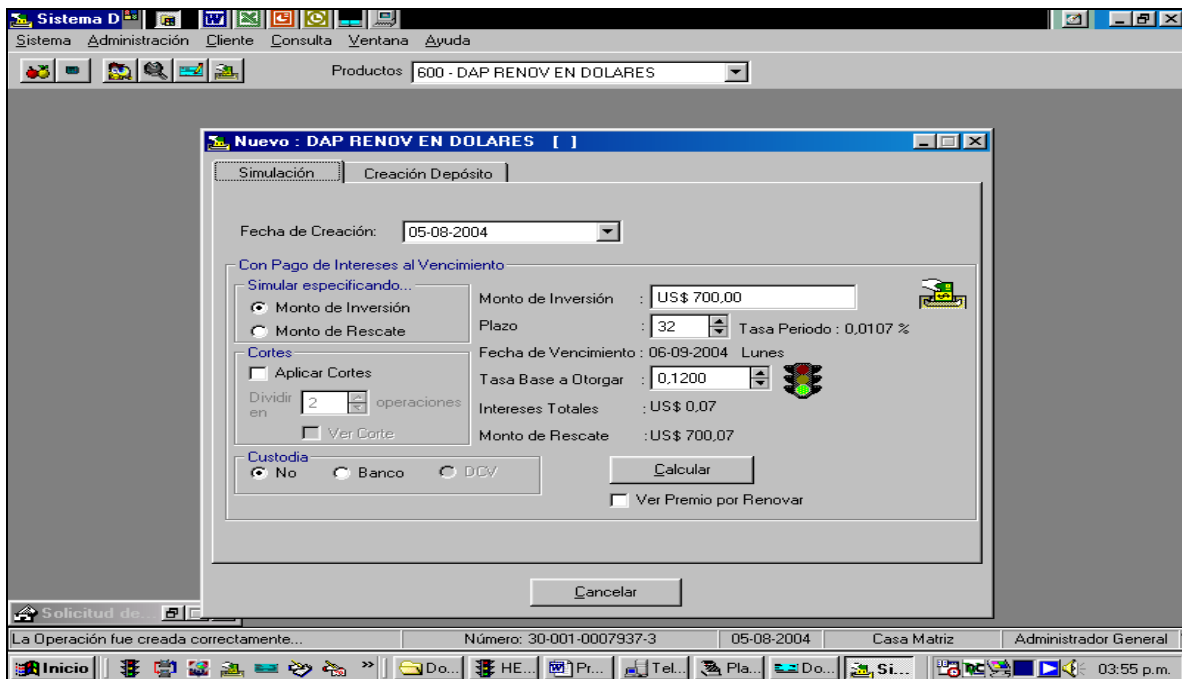 Sistema D
Sistema Administración Cliente Consulta Ventana Ayuda
Productos 600 - DAP RENOV EN DOLARES
Nuevo : DAP RENOV EN DOLARES [ ]
Simulación Creación Depósito
Fecha de Creación: 05-08-2004
Con Pago de Intereses al Vencimiento
Simular especificando...
Monto de Inversión
Monto de Rescate
Monto de Inversión : US$ 700,00
Plazo : 32 Tasa Periodo : 0,0107 %
Fecha de Vencimiento : 06-09-2004 Lunes
Cortes
Aplicar Cortes
Dividir en 2 operaciones
Ver Corte
Tasa Base a Otorgar : 0,1200
Intereses Totales : US$ 0,07
Monto de Rescate : US$ 700,07
Custodia
No Banco DCV
Calcular
Ver Premio por Renovar
Cancelar
Solicitud de...
La Operación fue creada correctamente... Número: 30-001-0007937-3 05-08-2004 Casa Matriz Administrador General
Inicio » Do... HE... Pr... Tel... Pla... Do... Si... 03:55 p.m.